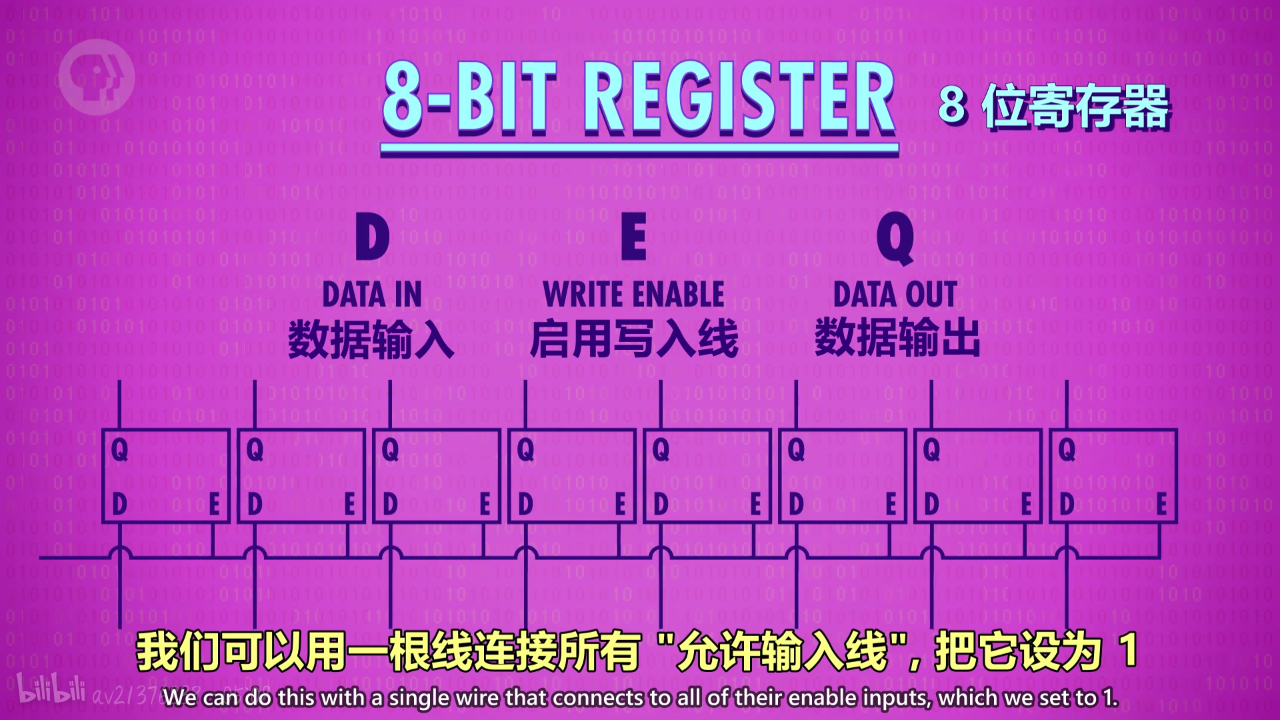 8-BIT REGISTER 8 位寄存器
D E Q
DATA IN WRITE ENABLE DATA OUT
数据输入 启用写入线 数据输出
Q Q Q Q Q Q Q Q
D E D E D E D E D E D E D E D E
我们可以用一根线连接所有 "允许输入线", 把它设为 1
bilibili
We can do this with a single wire that connects to all of their enable inputs, which we set to 1.